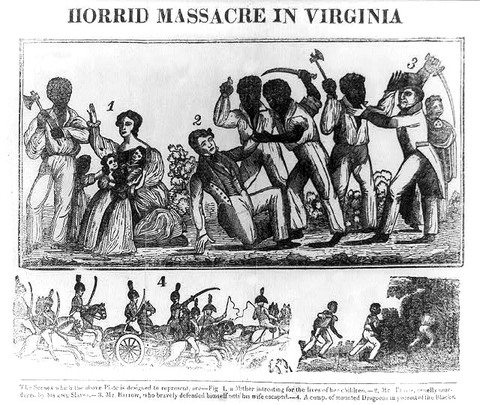 HORRID MASSACRE IN VIRGINIA
1
2
3
4
The Scenes which the above Plate is designed to represent, are—Fig 1, a Mother intreating for the lives of her children.—2. Mr. Travis, cruelly mur-
dered by his own Slaves.—3. Mr. Barrow, who bravely defended himself until his wife escaped.—4. A comp. of mounted Dragoons in pursuit of the Blacks.